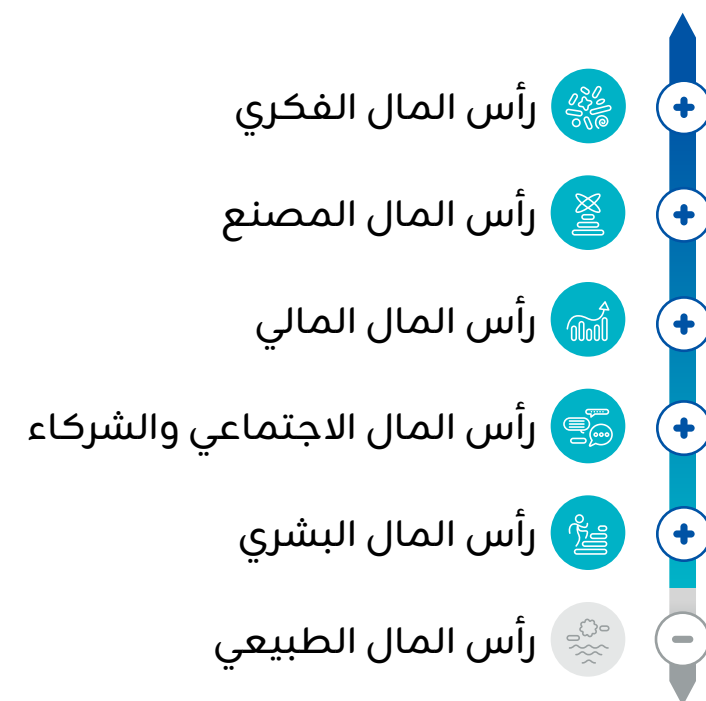 رأس المال الفكري
رأس المال المصنع
رأس المال المالي
رأس المال الاجتماعي والشركاء
رأس المال البشري
رأس المال الطبيعي